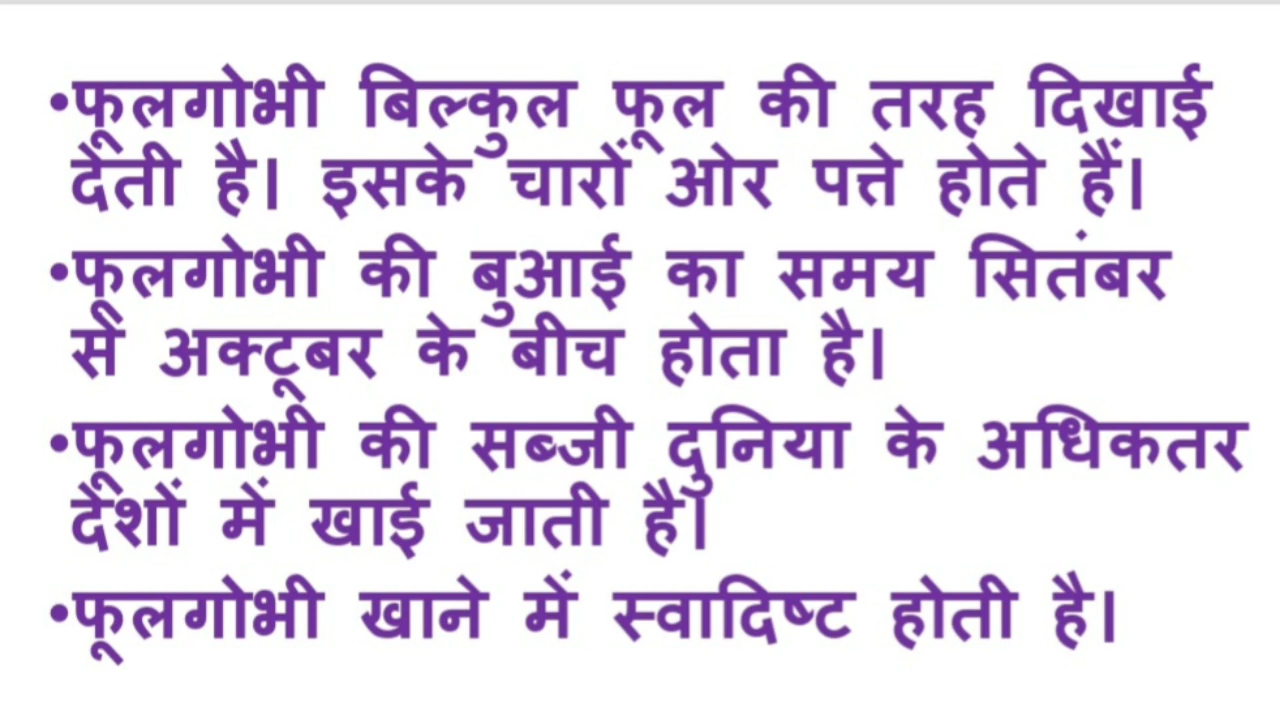 •फूलगोभी बिल्कुल फूल की तरह दिखाई
देती है। इसके चारों ओर पत्ते होते हैं।
•फूलगोभी की बुआई का समय सितंबर
से अक्टूबर के बीच होता है।
•फूलगोभी की सब्जी दुनिया के अधिकतर
देशों में खाई जाती है।
•फूलगोभी खाने में स्वादिष्ट होती है।